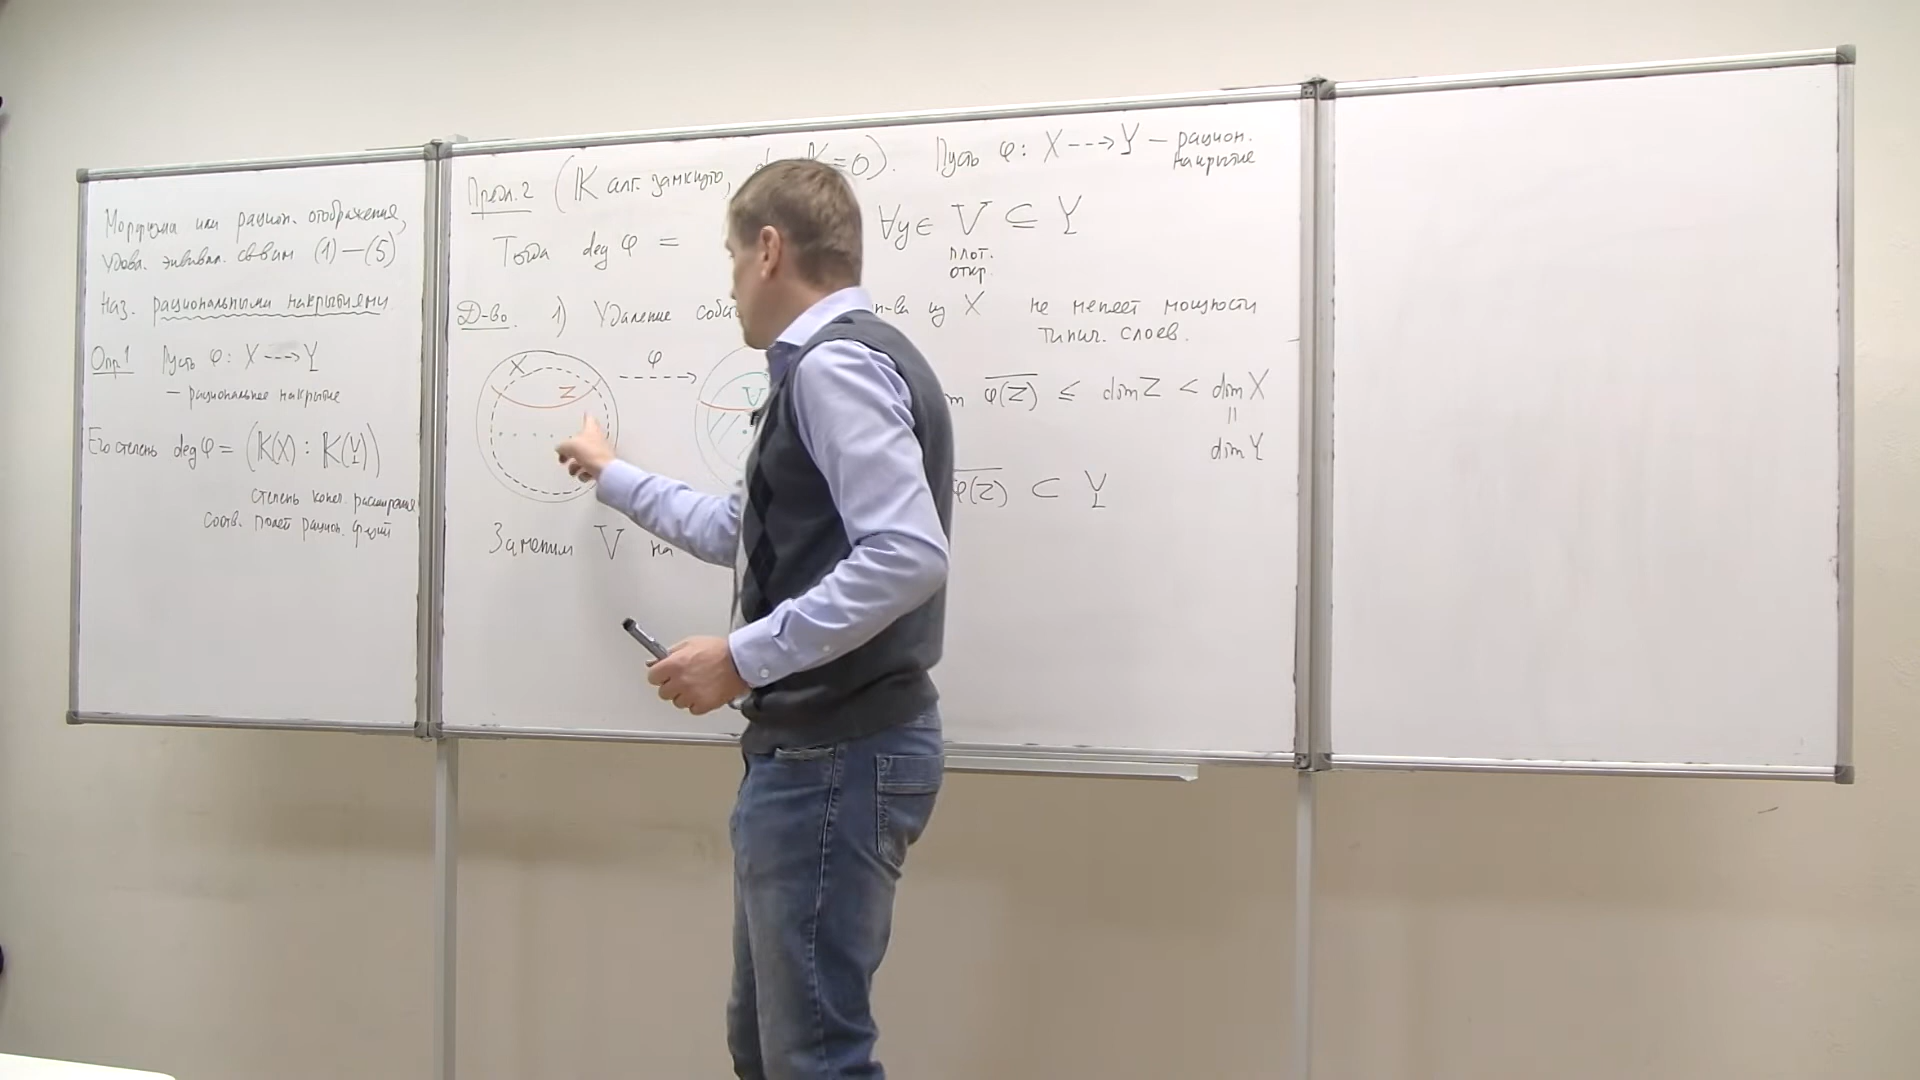 Морфизмы или рацион. отображения,
удовл. эквивал. св-вам (1)—(5)
наз. рациональными накрытиями.
Опр1 Пусть φ: X ---> Y
— рациональное накрытие
Его степень deg φ = (K(X) : K(Y))
степень конеч. расширения
соотв. полей рацион. функций
Предл.2 (K алг. замкнуто, K=0). Пусть φ: X ---> Y — рацион.
накрытие
Тогда deg φ = ∀y ∈ V ⊆ Y
плот.
откр.
Д-во. 1) Удаление из X не меняет мощности
типич. слоев.
X Z φ V
φ(Z) ≤ dim Z < dim X
||
dim Y
φ(Z) ⊂ Y
Заменим V на